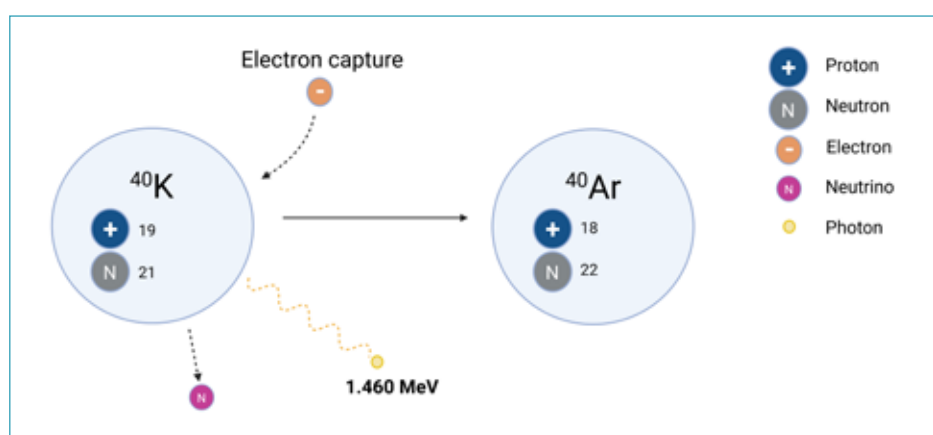 Electron capture
-
⁴⁰K
+ 19
N 21
⁴⁰Ar
+ 18
N 22
N
1.460 MeV
+ Proton
N Neutron
- Electron
N Neutrino
Photon